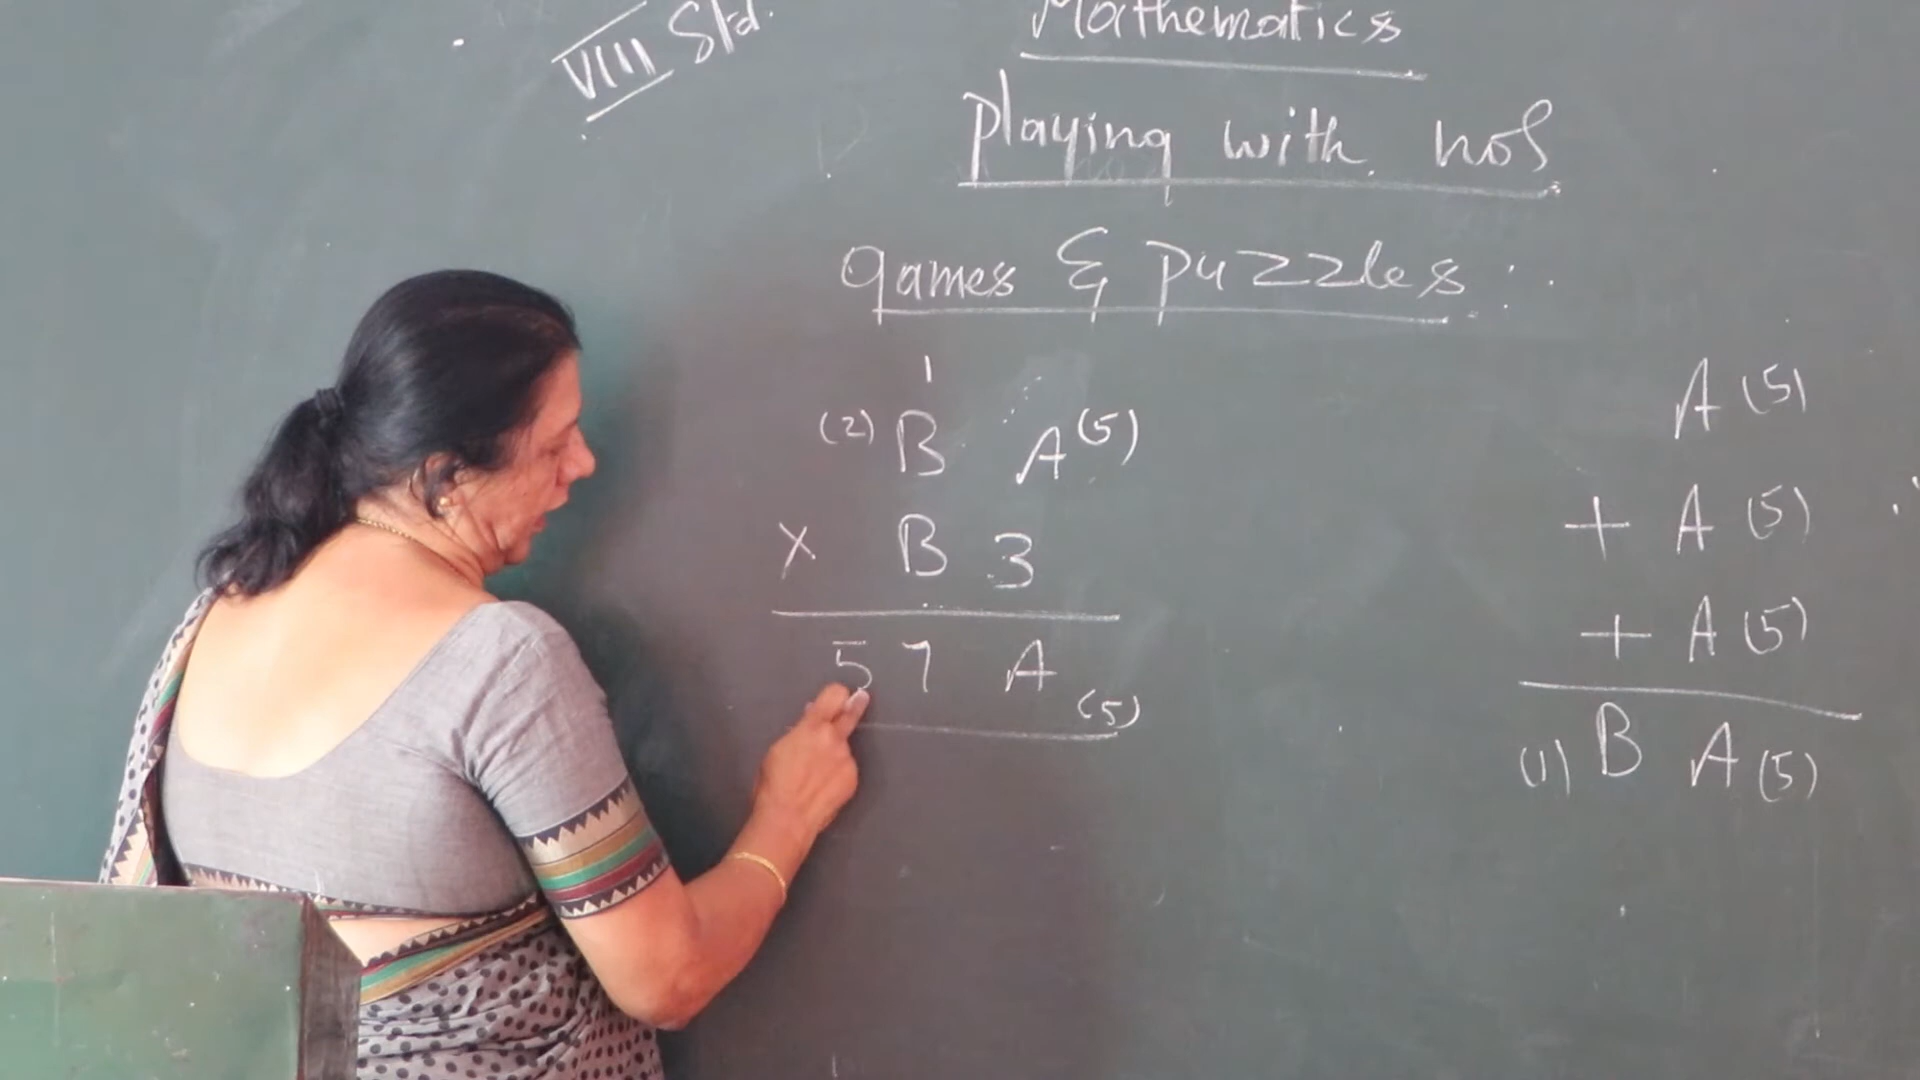 VIII Std.
Mathematics
Playing with nos
games & puzzles :
1
(2) B A (5)
× B 3
5 7 A (5)
A (5)
+ A (5)
+ A (5)
(1) B A (5)